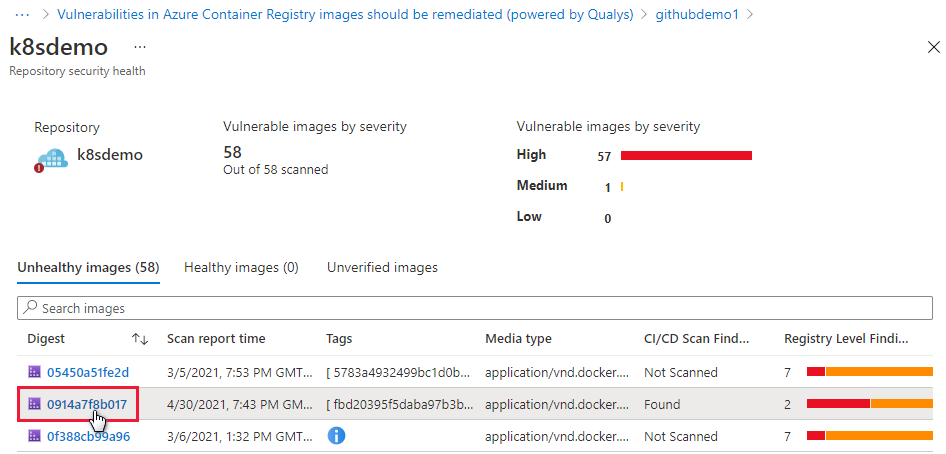 ··· > Vulnerabilities in Azure Container Registry images should be remediated (powered by Qualys) > githubdemo1 >
k8sdemo ···
Repository security health
Repository
k8sdemo
Vulnerable images by severity
58
Out of 58 scanned
Vulnerable images by severity
High 57
Medium 1
Low 0
Unhealthy images (58) Healthy images (0) Unverified images
Search images
Digest Scan report time Tags Media type CI/CD Scan Find... Registry Level Findi...
05450a51fe2d 3/5/2021, 7:53 PM GMT... [ 5783a4932499bc1d0b... application/vnd.docker.... Not Scanned 7
0914a7f8b017 4/30/2021, 7:43 PM GM... [ fbd20395f5daba97b3b... application/vnd.docker.... Found 2
0f388cb99a96 3/6/2021, 1:32 PM GMT... application/vnd.docker.... Not Scanned 7